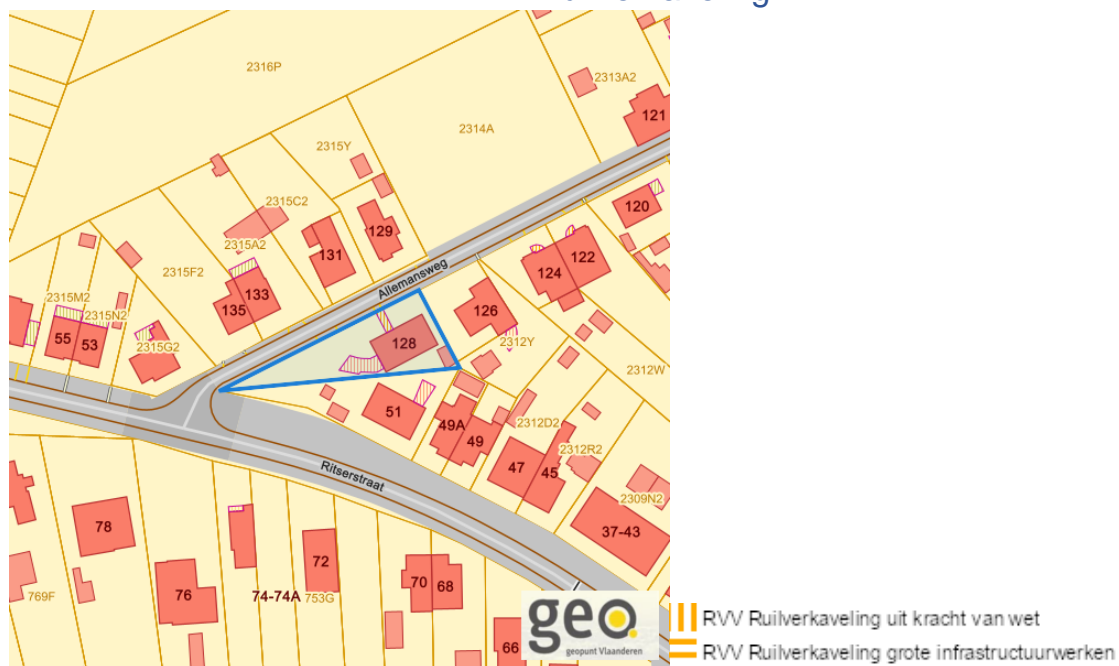 2316P
2313A2
121
2314A
2315Y
2315C2
129
131
120
2315A2
124
122
2315F2
Allemansweg
133
135
126
2315M2
2315N2
55
53
2315G2
128
2312Y
2312W
51
49A
49
2312D2
2312R2
47
45
Ritserstraat
2309N2
37-43
78
72
70
68
76
74-74A
753G
769F
66
geo.
geopunt Vlaanderen
RVV Ruilverkaveling uit kracht van wet
RVV Ruilverkaveling grote infrastructuurwerken